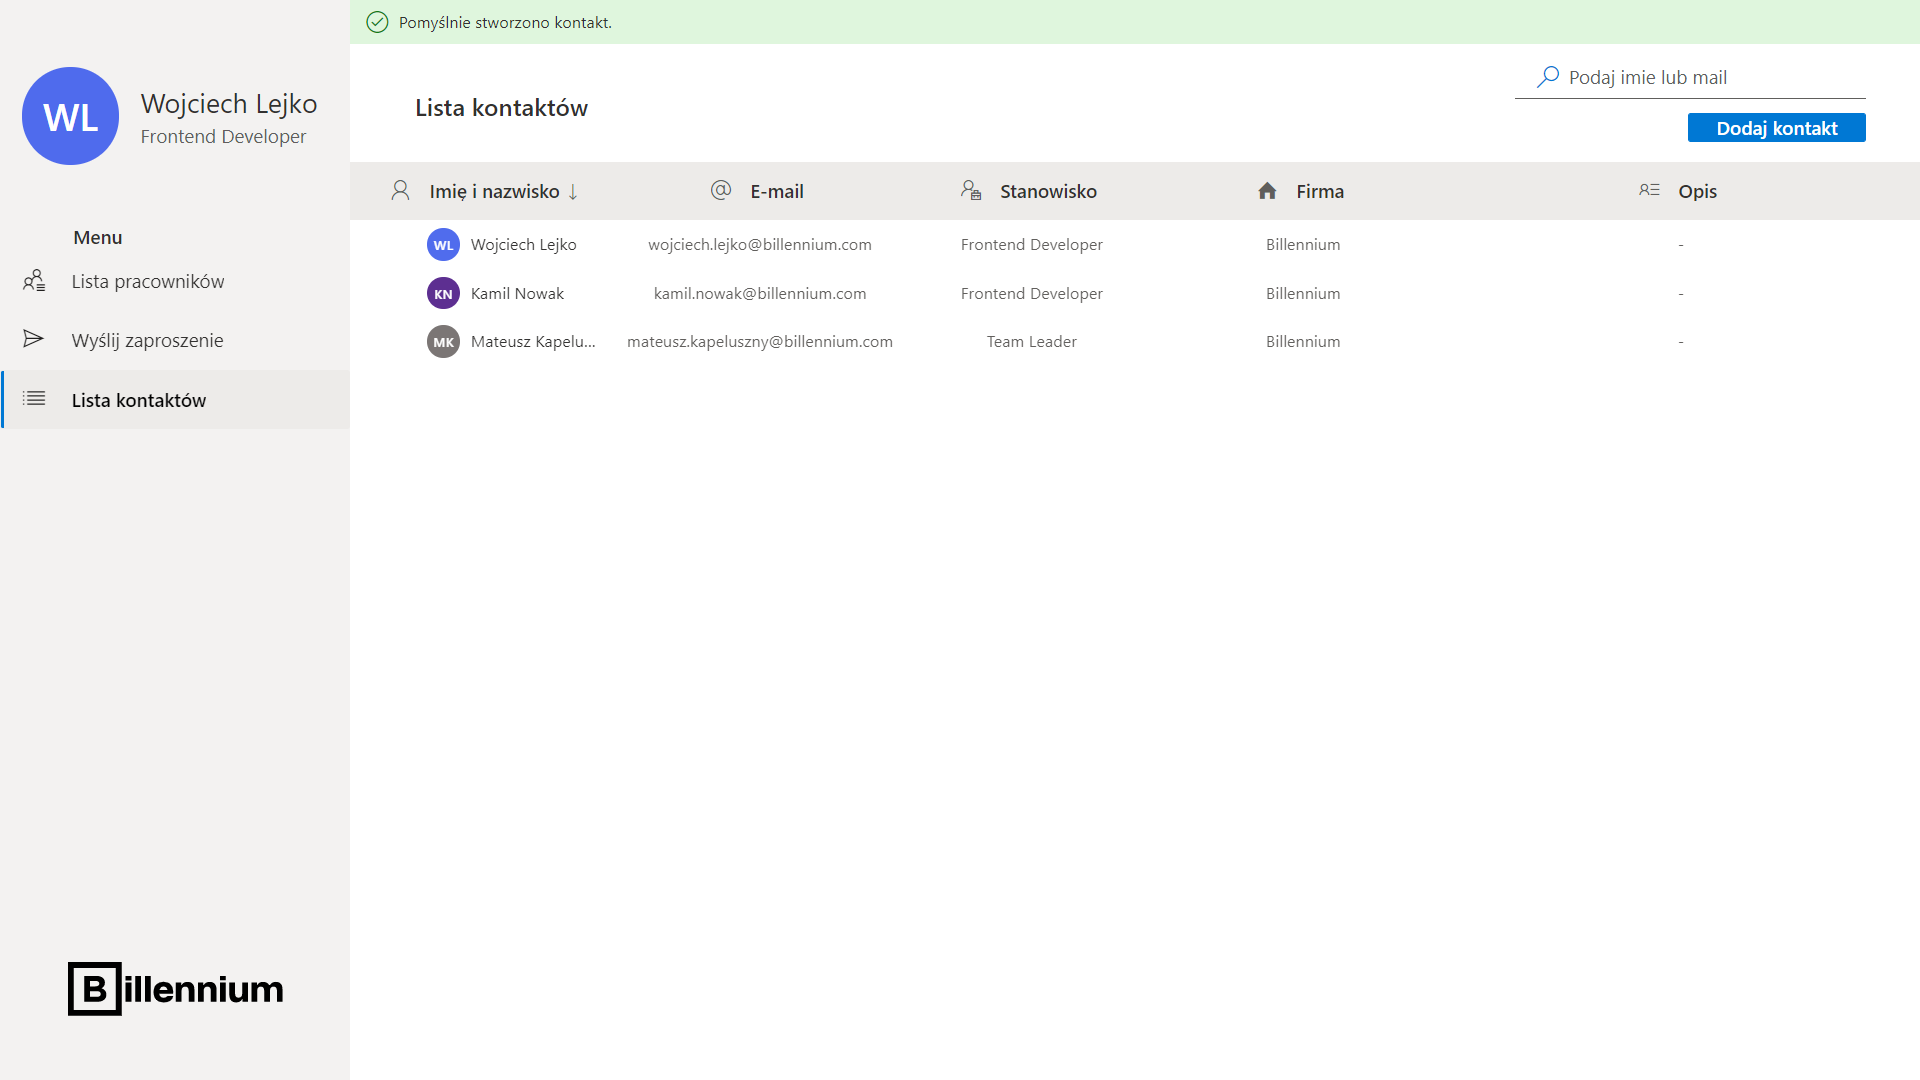 Pomyślnie stworzono kontakt.
WL
Wojciech Lejko
Frontend Developer
Menu
Lista pracowników
Wyślij zaproszenie
Lista kontaktów
Billennium
Lista kontaktów
Podaj imie lub mail
Dodaj kontakt
Imię i nazwisko ↓ @ E-mail Stanowisko Firma Opis
WL Wojciech Lejko wojciech.lejko@billennium.com Frontend Developer Billennium -
KN Kamil Nowak kamil.nowak@billennium.com Frontend Developer Billennium -
MK Mateusz Kapelu... mateusz.kapeluszny@billennium.com Team Leader Billennium -